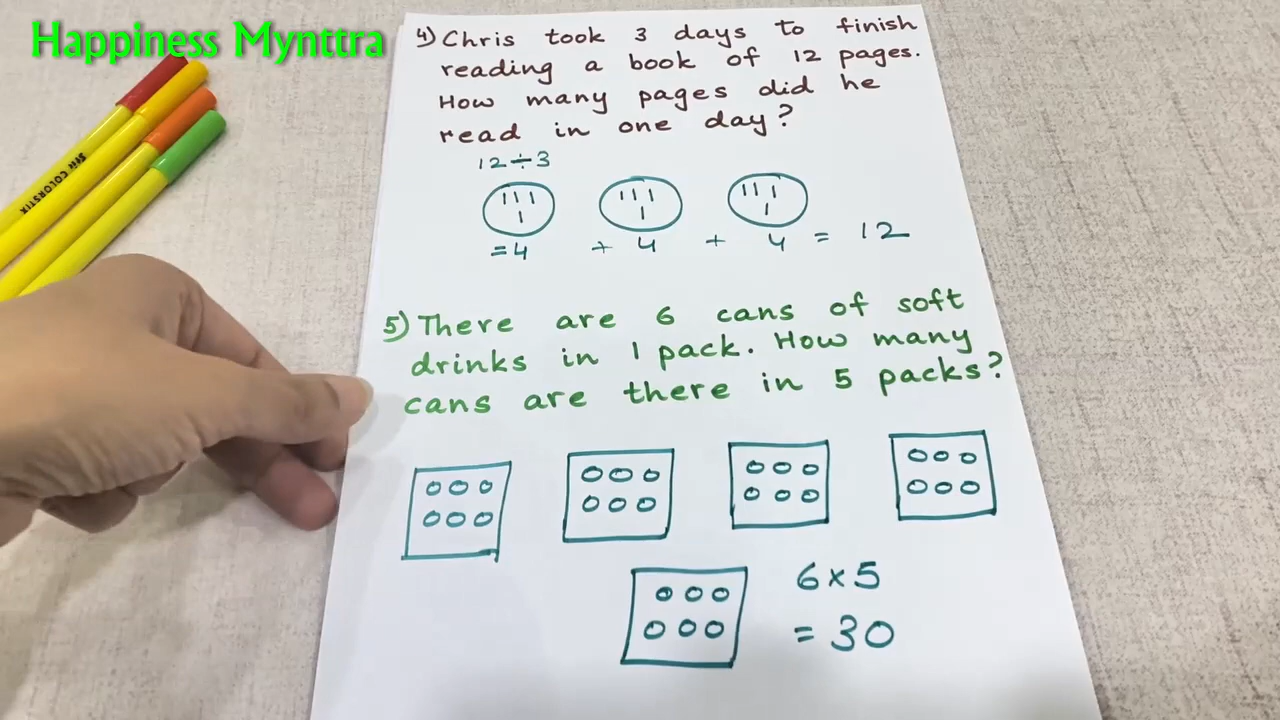 Happiness Mynttra
4) Chris took 3 days to finish
reading a book of 12 pages.
How many pages did he
read in one day?
12÷3
=4 + 4 + 4 = 12
5) There are 6 cans of soft
drinks in 1 pack. How many
cans are there in 5 packs?
6×5
= 30
STIC COLORSTIX